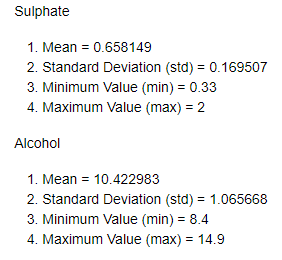 Sulphate
1. Mean = 0.658149
2. Standard Deviation (std) = 0.169507
3. Minimum Value (min) = 0.33
4. Maximum Value (max) = 2
Alcohol
1. Mean = 10.422983
2. Standard Deviation (std) = 1.065668
3. Minimum Value (min) = 8.4
4. Maximum Value (max) = 14.9